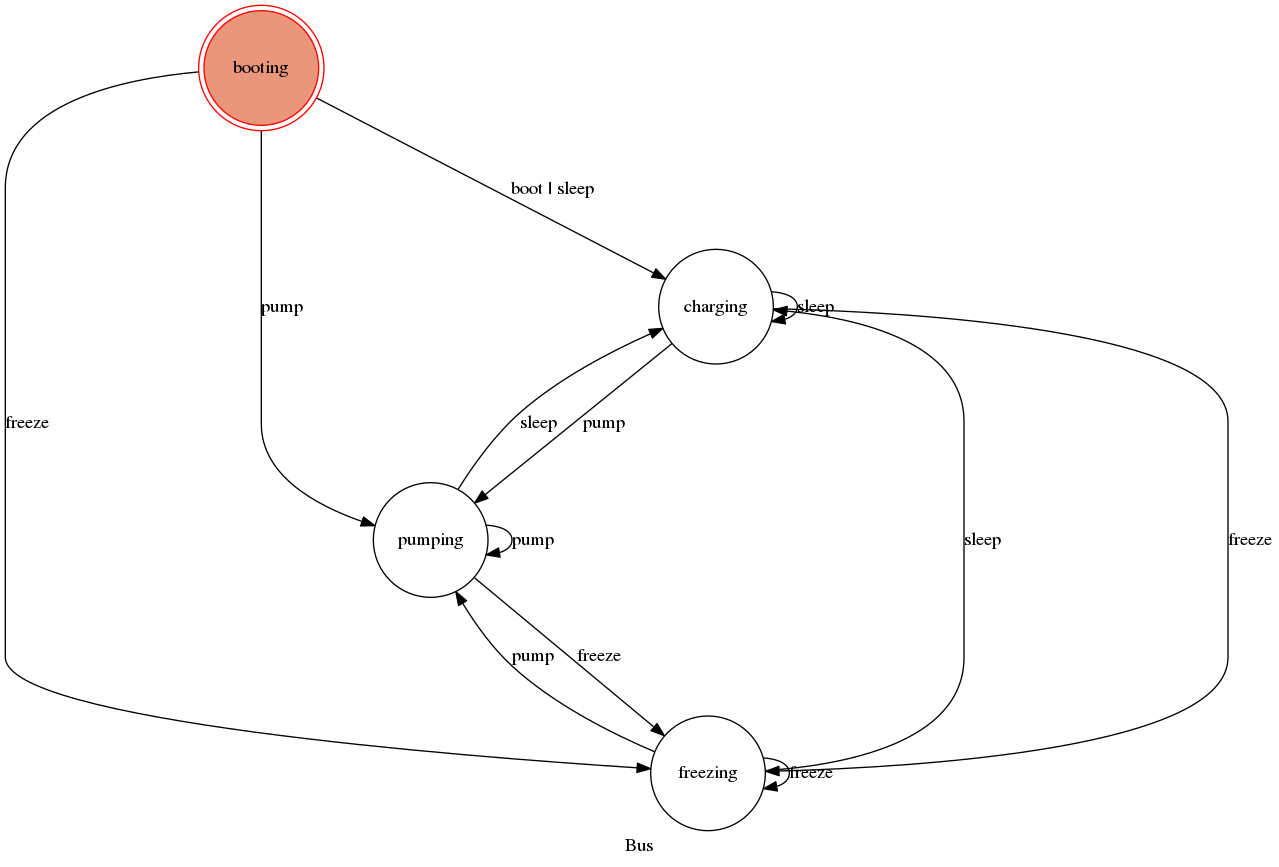 booting
boot | sleep
pump
charging
sleep
freeze
sleep
pump
pumping
pump
sleep
freeze
pump
freeze
freezing
freeze
Bus